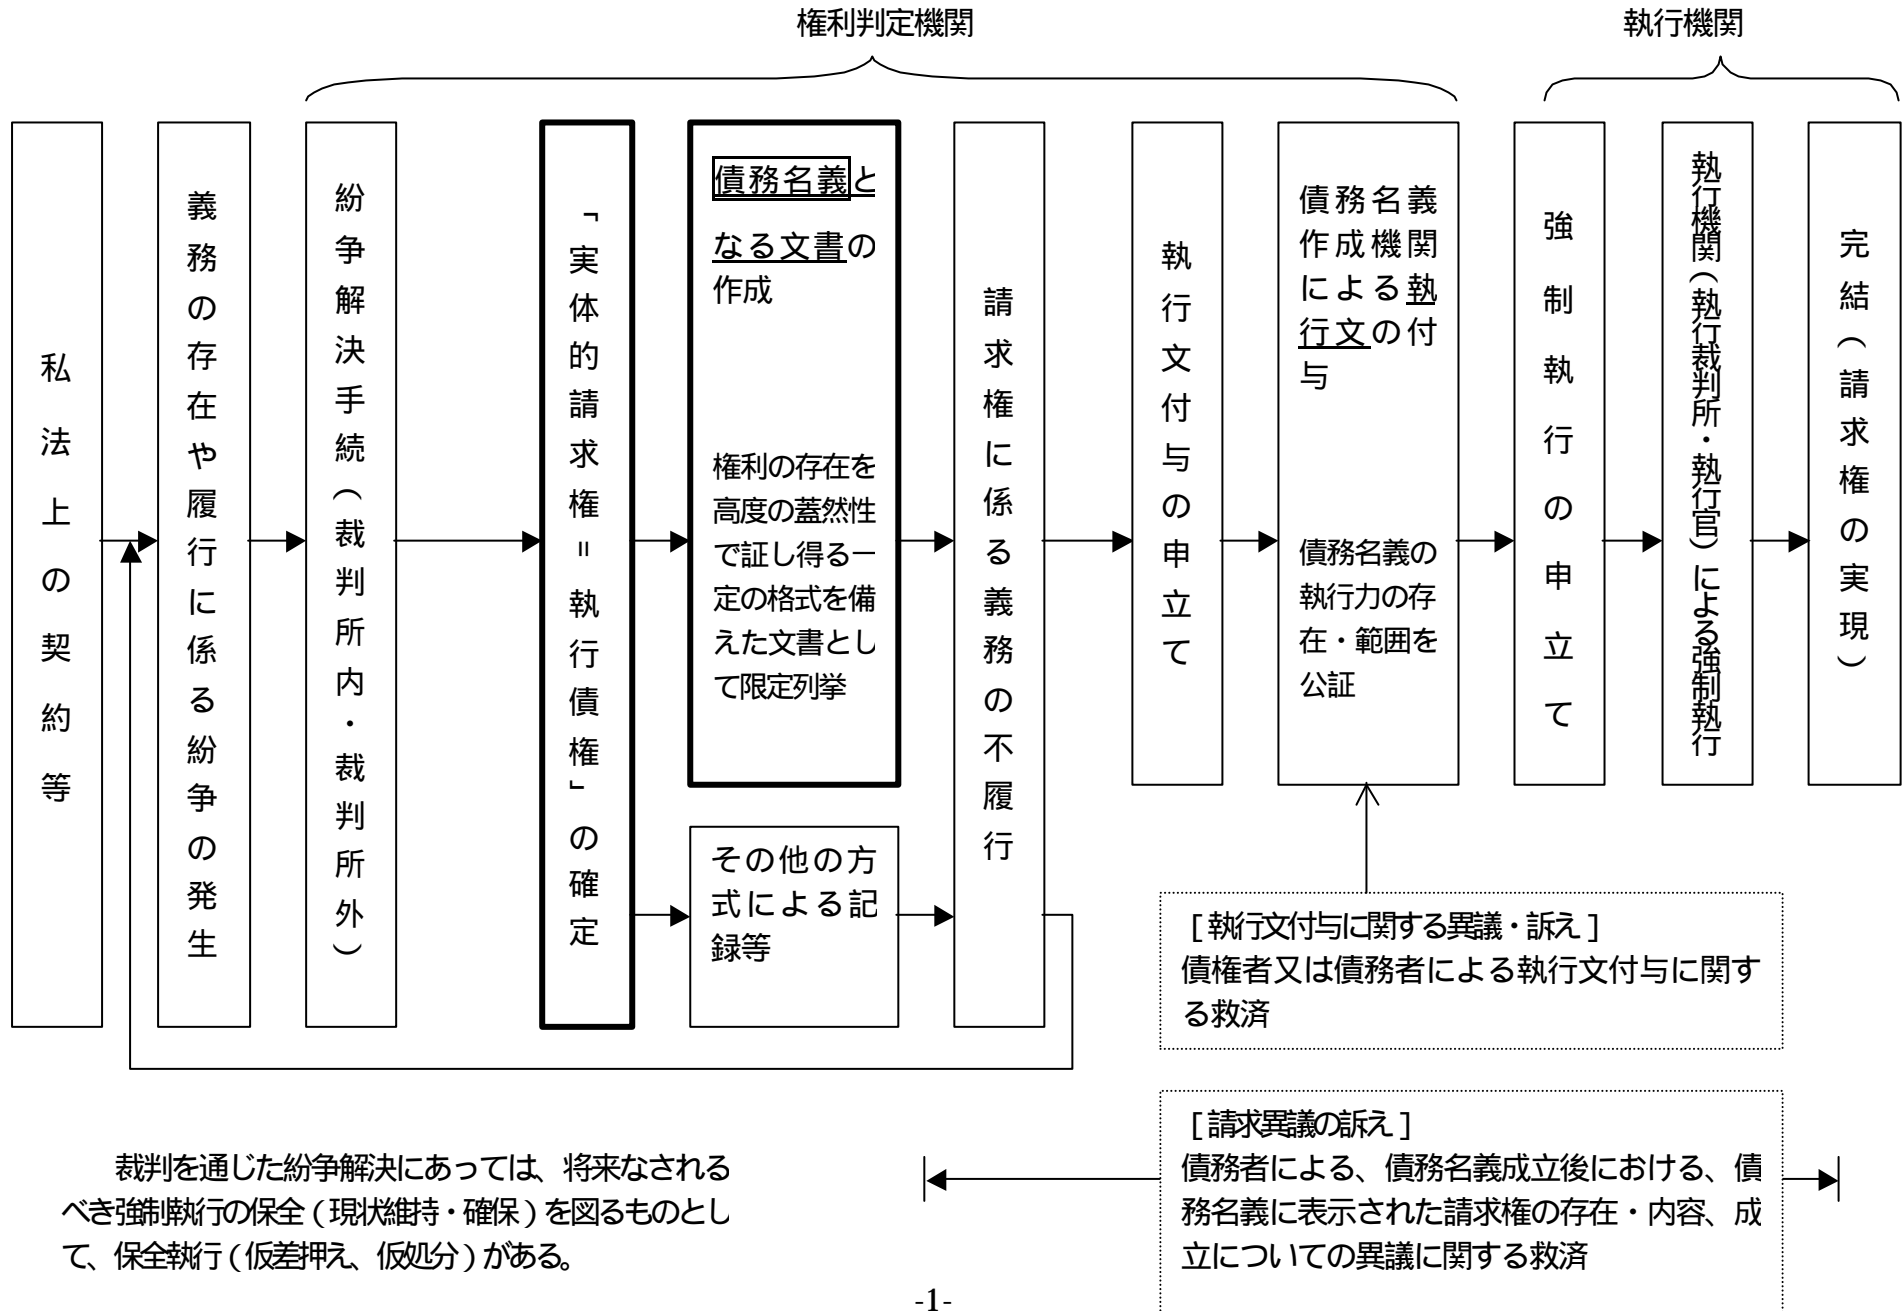 権利判定機関
執行機関
私法上の契約等
義務の存在や履行に係る紛争の発生
紛争解決手続（裁判所内・裁判所外）
「実体的請求権＝執行債権」の確定
債務名義と
なる文書の
作成
権利の存在を
高度の蓋然性
で証し得る一
定の格式を備
えた文書とし
て限定列挙
その他の方
式による記
録等
請求権に係る義務の不履行
執行文付与の申立て
債務名義
作成機関
による執
行文の付
与
債務名義の
執行力の存
在・範囲を
公証
強制執行の申立て
執行機関（執行裁判所・執行官）による強制執行
完結（請求権の実現）
［執行文付与に関する異議・訴え］
債権者又は債務者による執行文付与に関す
る救済
［請求異議の訴え］
債務者による、債務名義成立後における、債
務名義に表示された請求権の存在・内容、成
立についての異議に関する救済
裁判を通じた紛争解決にあっては、将来なされる
べき強制執行の保全（現状維持・確保）を図るものとし
て、保全執行（仮差押え、仮処分）がある。
-1-